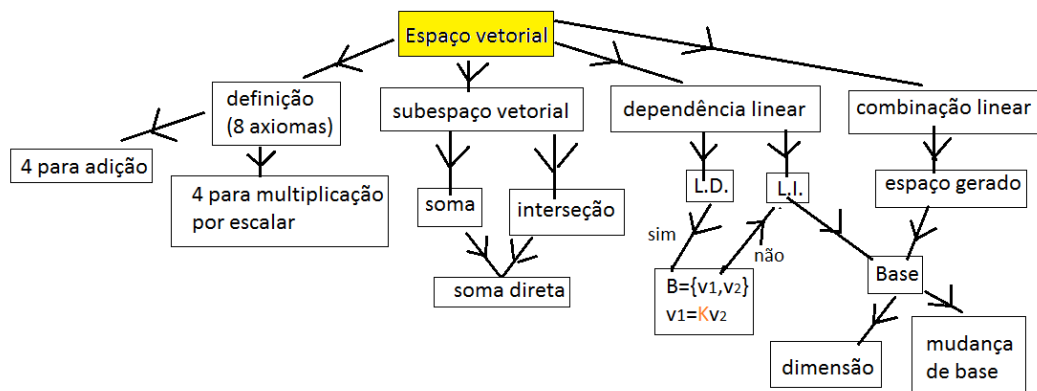 Espaço vetorial
definição
(8 axiomas)
subespaço vetorial
dependência linear
combinação linear
4 para adição
4 para multiplicação
por escalar
soma
interseção
L.D.
L.I.
espaço gerado
sim
não
soma direta
B={v1,v2}
v1=Kv2
Base
dimensão
mudança
de base